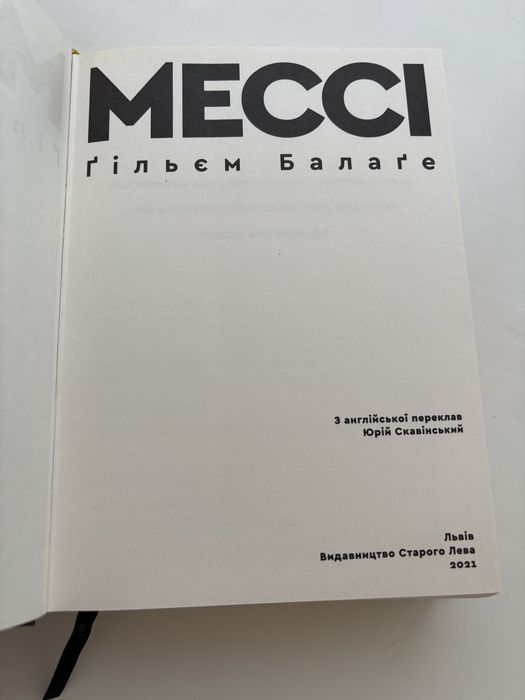 МЕССІ
Ґільєм Балаґе
З англійської переклав
Юрій Скавінський
Львів
Видавництво Старого Лева
2021